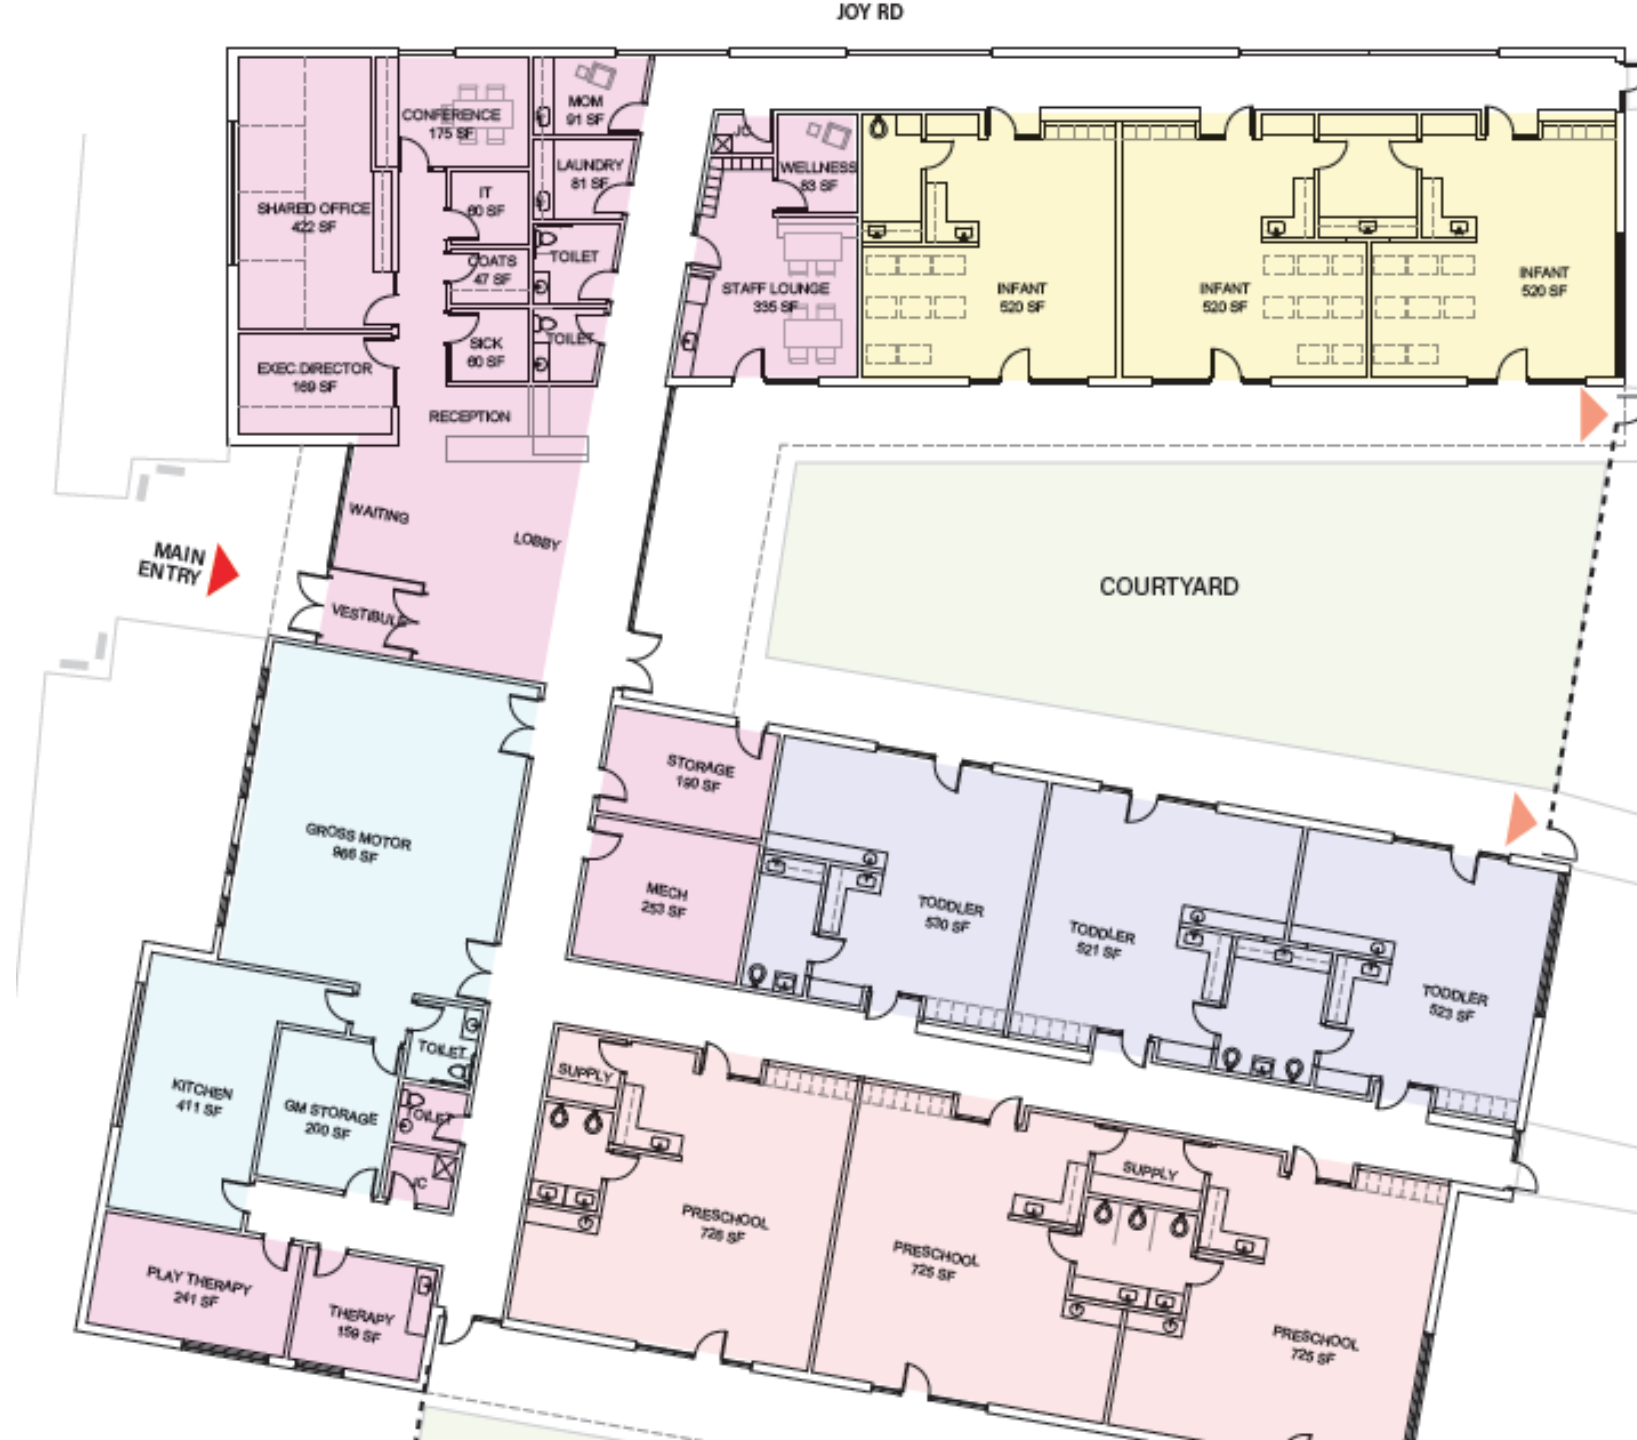 JOY RD
CONFERENCE
175 SF
MOM
91 SF
LAUNDRY
81 SF
IT
60 SF
SHARED OFFICE
422 SF
COATS
47 SF
TOILET
SICK
60 SF
TOILET
EXEC.DIRECTOR
169 SF
RECEPTION
WAITING
LOBBY
MAIN
ENTRY
VESTIBULE
JC
WELLNESS
83 SF
STAFF LOUNGE
335 SF
INFANT
520 SF
INFANT
520 SF
INFANT
520 SF
COURTYARD
STORAGE
190 SF
GROSS MOTOR
966 SF
MECH
253 SF
TODDLER
530 SF
TODDLER
521 SF
TODDLER
523 SF
TOILET
KITCHEN
411 SF
GM STORAGE
200 SF
TOILET
JC
SUPPLY
SUPPLY
PRESCHOOL
725 SF
PRESCHOOL
725 SF
PRESCHOOL
725 SF
PLAY THERAPY
241 SF
THERAPY
159 SF